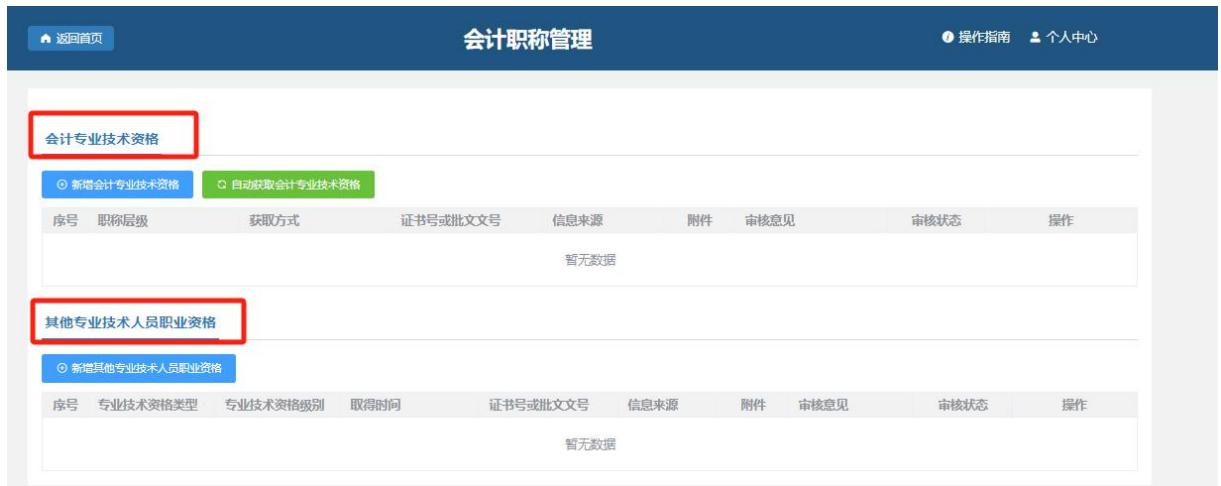 返回首页 会计职称管理 操作指南 个人中心
会计专业技术资格
新增会计专业技术资格 自动获取会计专业技术资格
序号 职称层级 获取方式 证书号或批文文号 信息来源 附件 审核意见 审核状态 操作
暂无数据
其他专业技术人员职业资格
新增其他专业技术人员职业资格
序号 专业技术资格类型 专业技术资格级别 取得时间 证书号或批文文号 信息来源 附件 审核意见 审核状态 操作
暂无数据